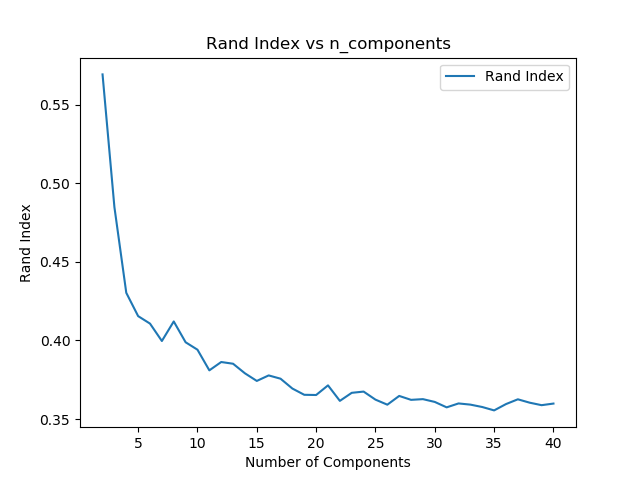 Rand Index vs n_components
Rand Index
0.55
0.50
0.45
0.40
0.35
Rand Index
5 10 15 20 25 30 35 40
Number of Components